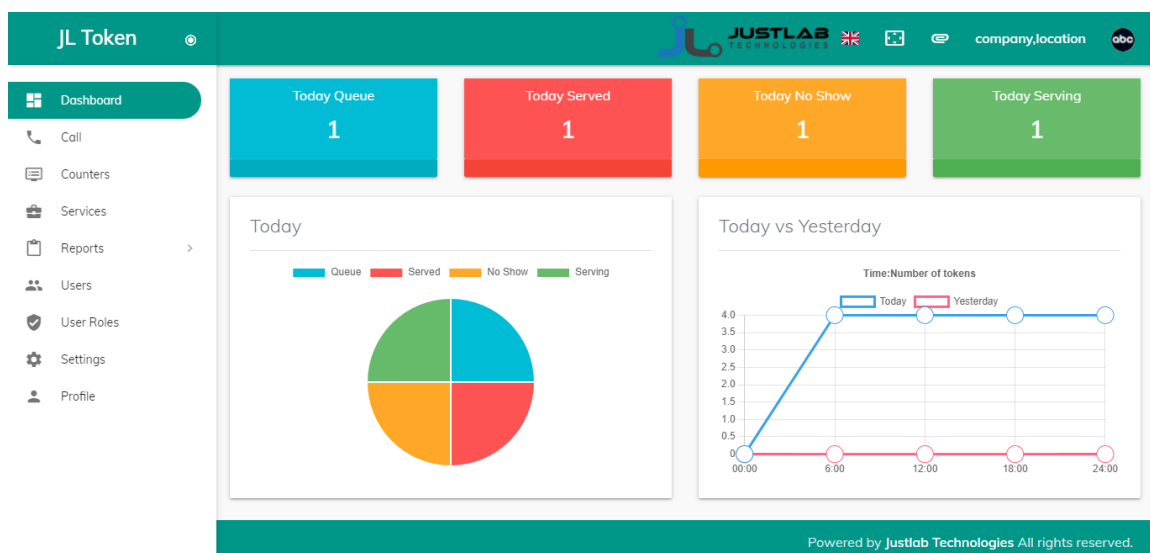 JL Token
JUSTLAB
TECHNOLOGIES
company,location
abc
Dashboard
Call
Counters
Services
Reports
Users
User Roles
Settings
Profile
Today Queue
1
Today Served
1
Today No Show
1
Today Serving
1
Today
Queue Served No Show Serving
Today vs Yesterday
Time:Number of tokens
Today Yesterday
4.0
3.5
3.0
2.5
2.0
1.5
1.0
0.5
0
00:00 6:00 12:00 18:00 24:00
Powered by Justlab Technologies All rights reserved.